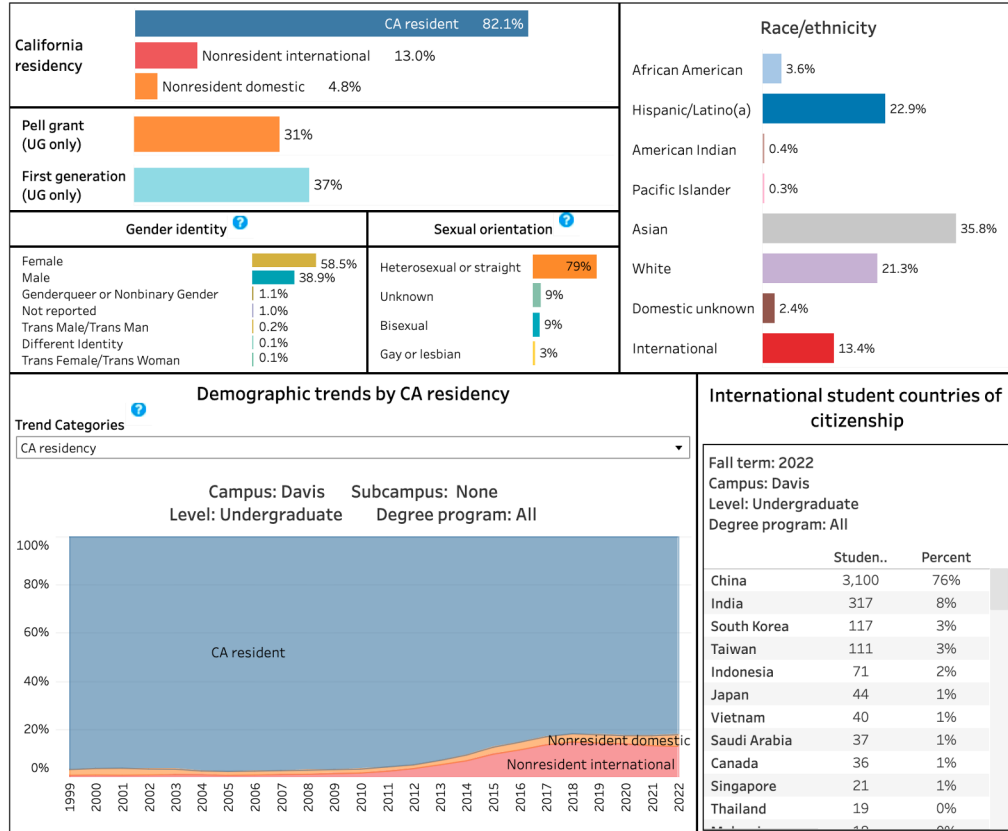 California residency
CA resident 82.1%
Nonresident international 13.0%
Nonresident domestic 4.8%
Pell grant (UG only)
31%
First generation (UG only)
37%
Gender identity ?
Female 58.5%
Male 38.9%
Genderqueer or Nonbinary Gender 1.1%
Not reported 1.0%
Trans Male/Trans Man 0.2%
Different Identity 0.1%
Trans Female/Trans Woman 0.1%
Sexual orientation ?
Heterosexual or straight 79%
Unknown 9%
Bisexual 9%
Gay or lesbian 3%
Race/ethnicity
African American 3.6%
Hispanic/Latino(a) 22.9%
American Indian 0.4%
Pacific Islander 0.3%
Asian 35.8%
White 21.3%
Domestic unknown 2.4%
International 13.4%
Demographic trends by CA residency
?
Trend Categories
CA residency
Campus: Davis Subcampus: None
Level: Undergraduate Degree program: All
100%
80%
60%
40%
20%
0%
CA resident
Nonresident domestic
Nonresident international
1999 2000 2001 2002 2003 2004 2005 2006 2007 2008 2009 2010 2011 2012 2013 2014 2015 2016 2017 2018 2019 2020 2021 2022
International student countries of
citizenship
Fall term: 2022
Campus: Davis
Level: Undergraduate
Degree program: All
Studen.. Percent
China 3,100 76%
India 317 8%
South Korea 117 3%
Taiwan 111 3%
Indonesia 71 2%
Japan 44 1%
Vietnam 40 1%
Saudi Arabia 37 1%
Canada 36 1%
Singapore 21 1%
Thailand 19 0%